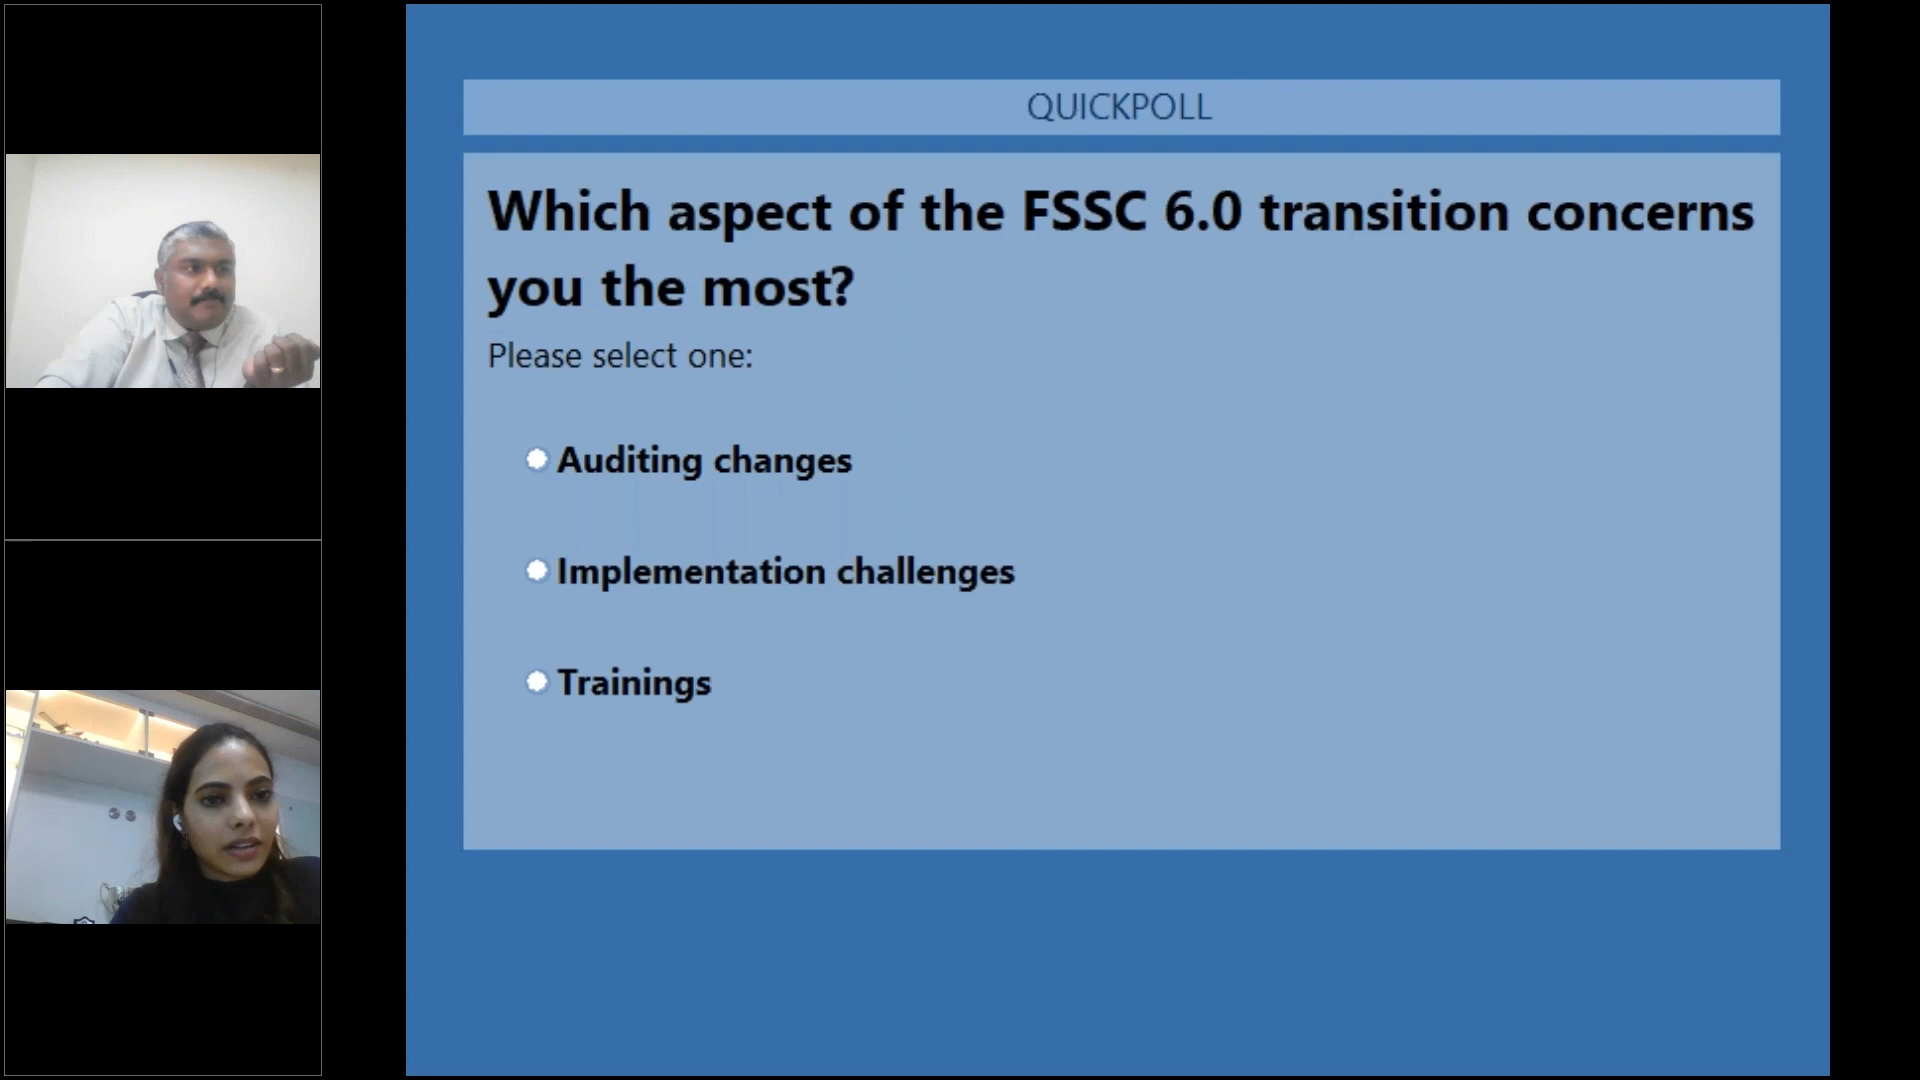 QUICKPOLL
Which aspect of the FSSC 6.0 transition concerns
you the most?
Please select one:
Auditing changes
Implementation challenges
Trainings